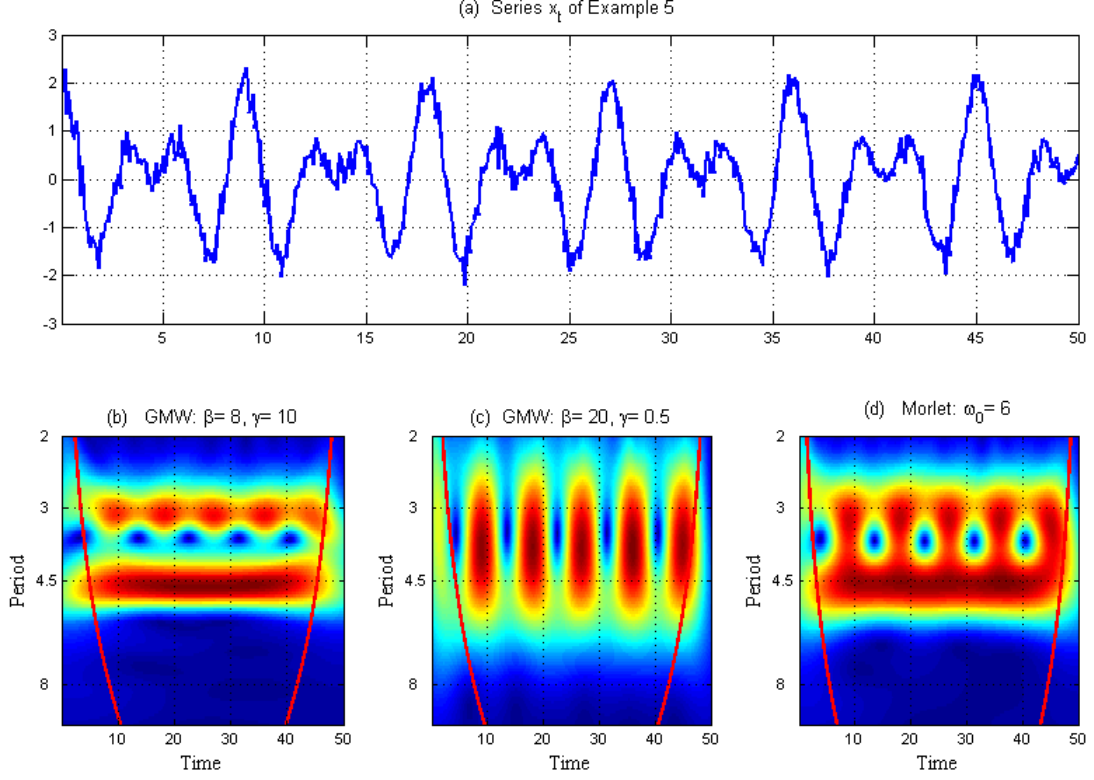 (a) Series xₜ of Example 5
3
2
1
0
-1
-2
-3
5 10 15 20 25 30 35 40 45 50
(b) GMW: β= 8, γ= 10
(c) GMW: β= 20, γ= 0.5
(d) Morlet: ω₀= 6
2
3
4.5
8
Period
10 20 30 40 50
Time
2
3
4.5
8
Period
10 20 30 40 50
Time
2
3
4.5
8
Period
10 20 30 40 50
Time